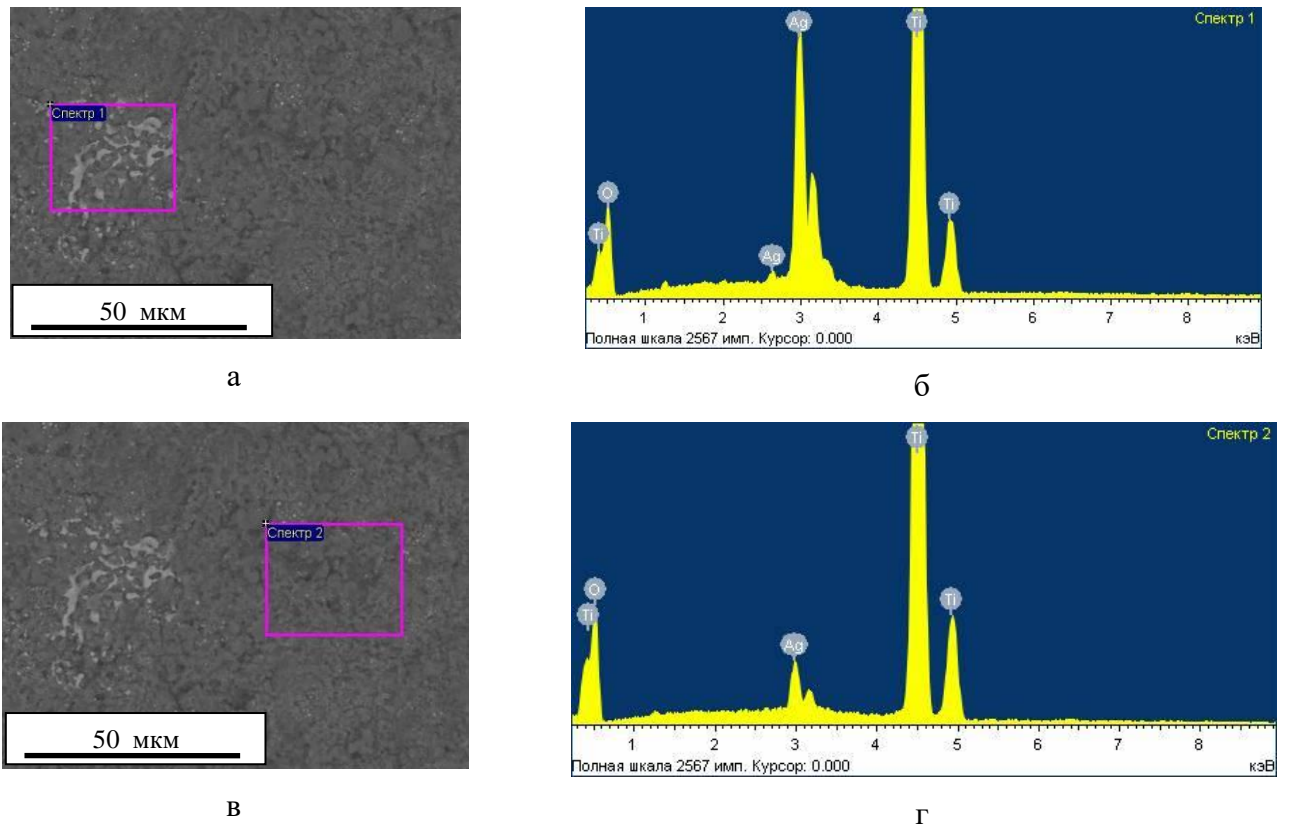 Спектр 1
50 мкм
а
Спектр 1
Ag
Ti
O
Ti
Ag
Ti
1 2 3 4 5 6 7 8
Полная шкала 2567 имп. Курсор: 0.000
кэВ
б
Спектр 2
50 мкм
в
Спектр 2
Ti
O
Ti
Ag
Ti
1 2 3 4 5 6 7 8
Полная шкала 2567 имп. Курсор: 0.000
кэВ
г